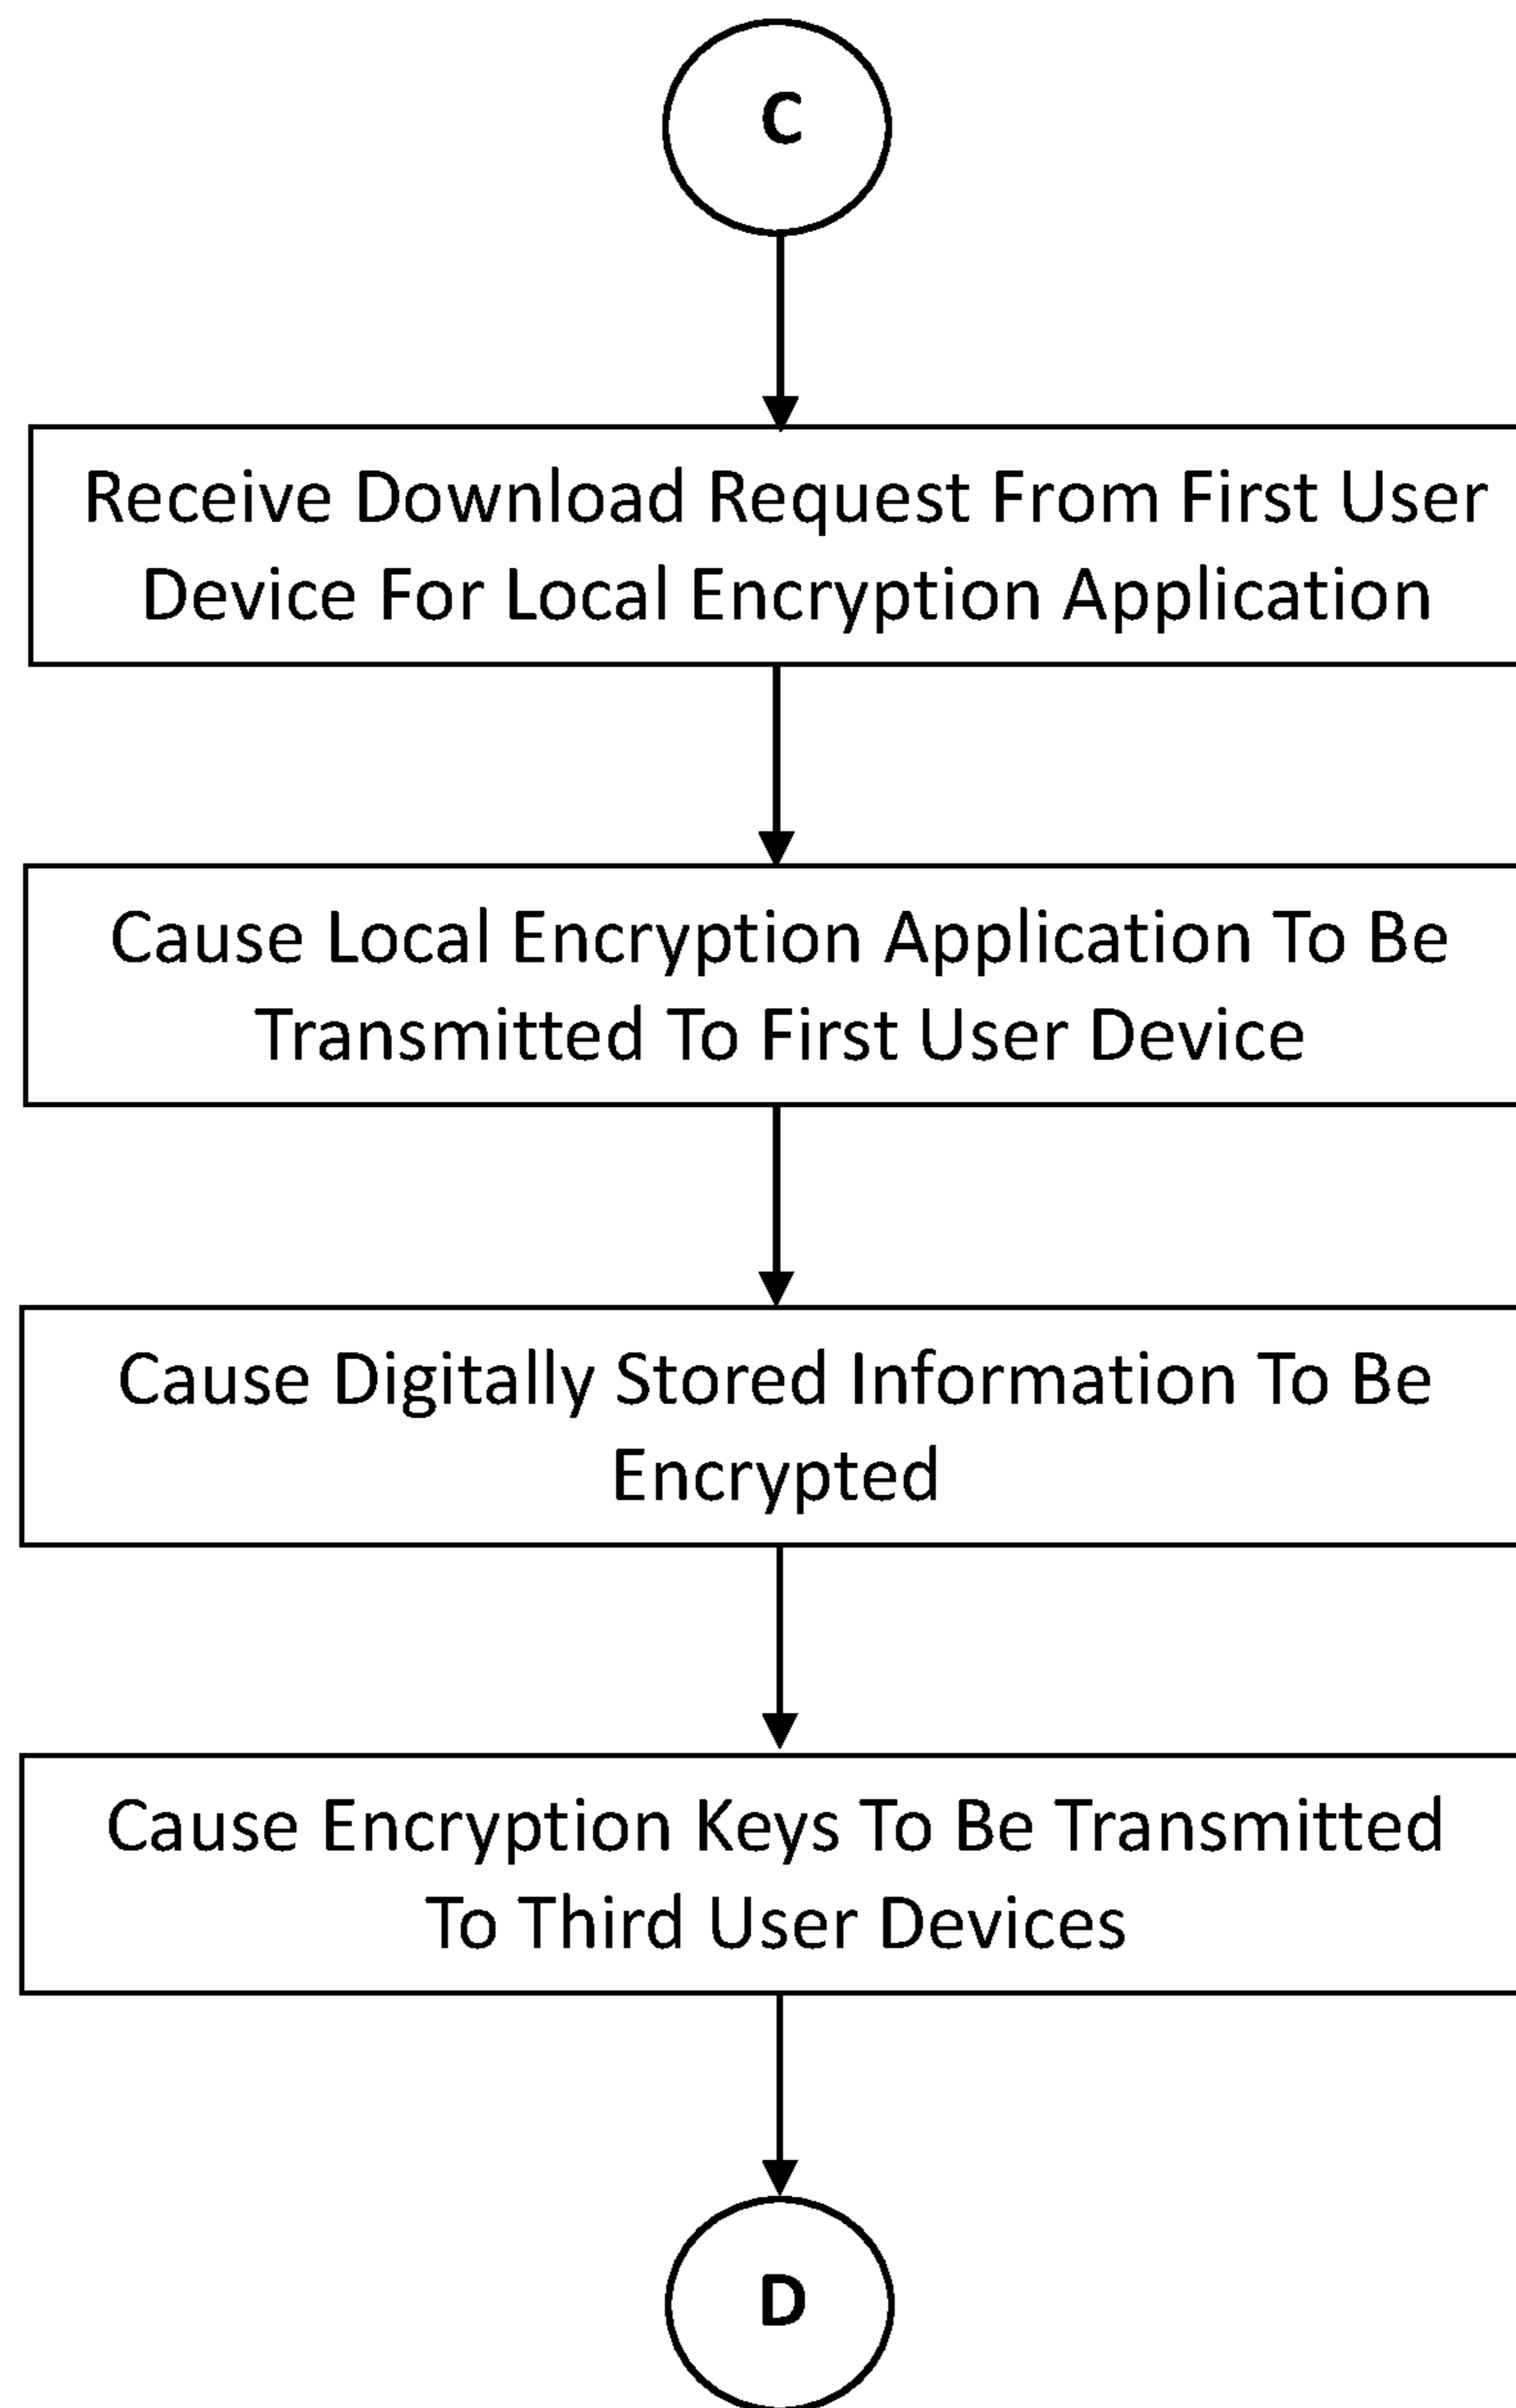 C
Receive Download Request From First User
Device For Local Encryption Application
Cause Local Encryption Application To Be
Transmitted To First User Device
Cause Digitally Stored Information To Be
Encrypted
Cause Encryption Keys To Be Transmitted
To Third User Devices
D